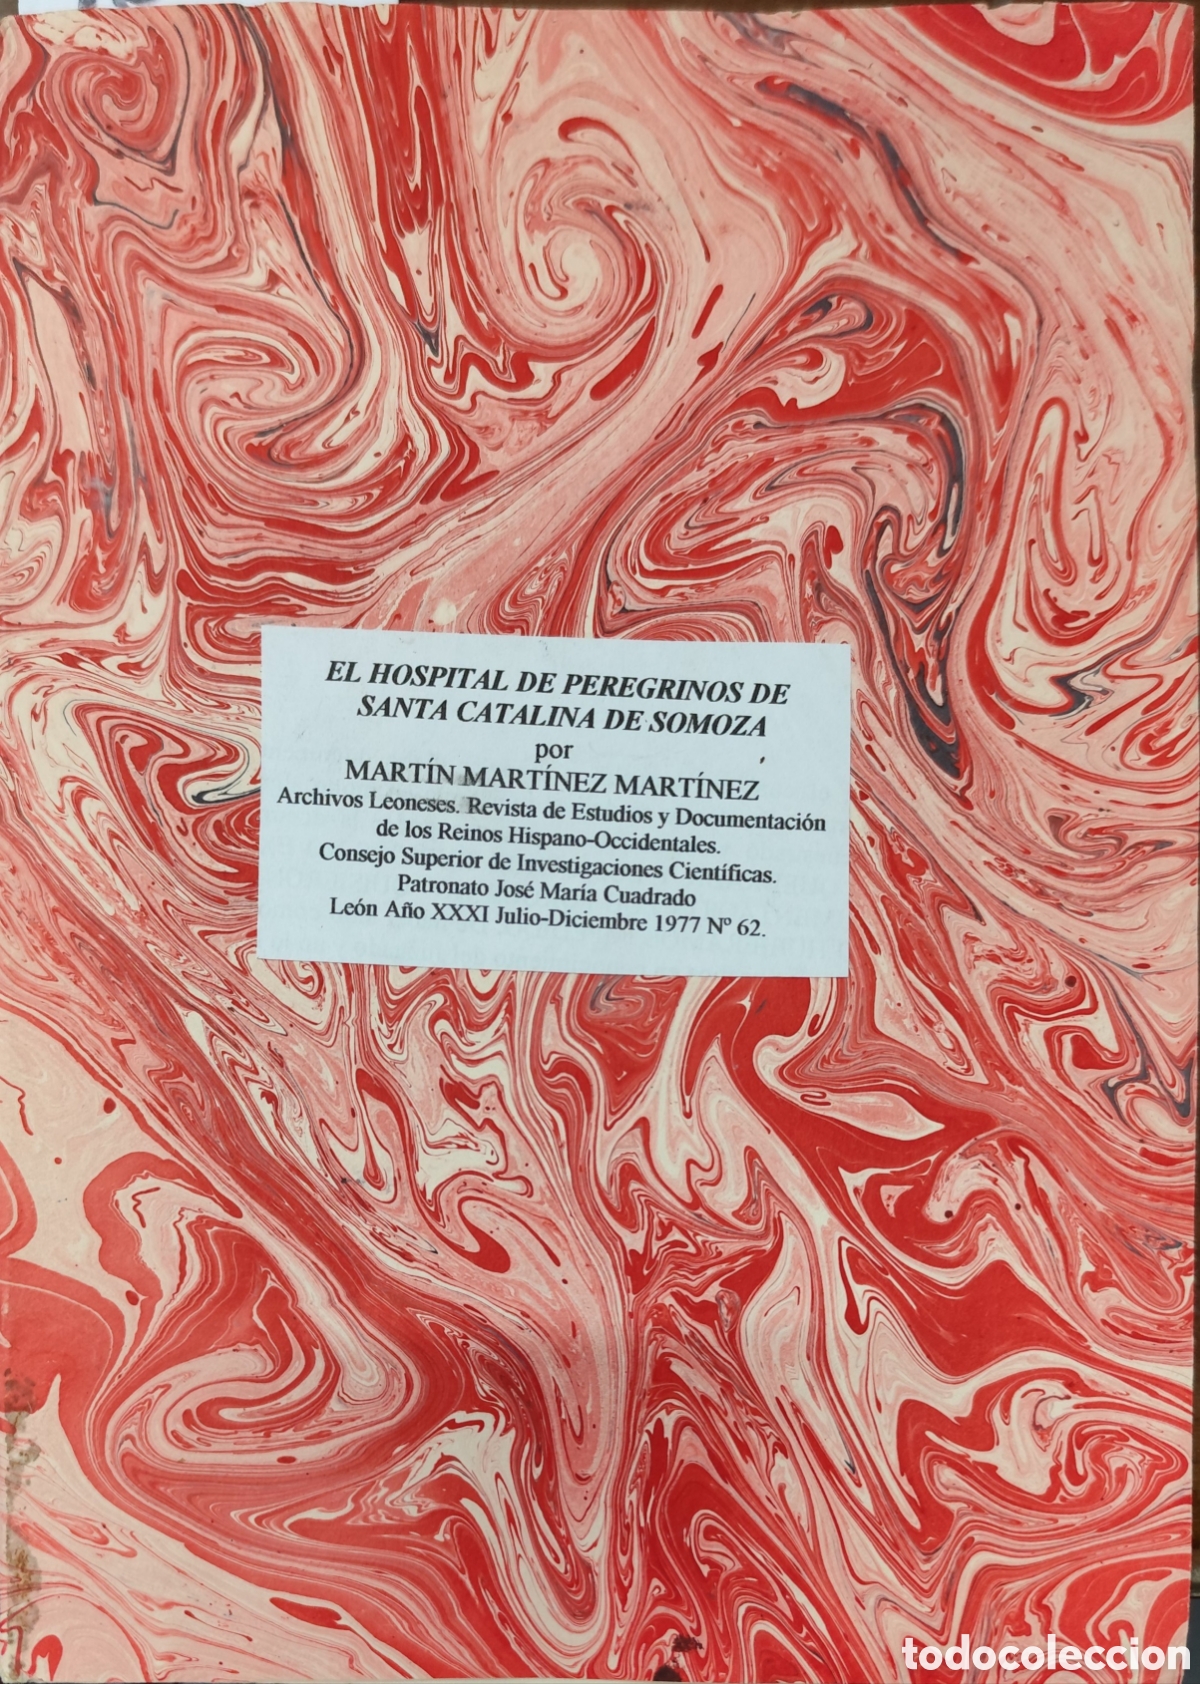 EL HOSPITAL DE PEREGRINOS DE
SANTA CATALINA DE SOMOZA
por
MARTÍN MARTÍNEZ MARTÍNEZ
Archivos Leoneses. Revista de Estudios y Documentación
de los Reinos Hispano-Occidentales.
Consejo Superior de Investigaciones Científicas.
Patronato José María Cuadrado
León Año XXXI Julio-Diciembre 1977 Nº 62.
todocoleccion